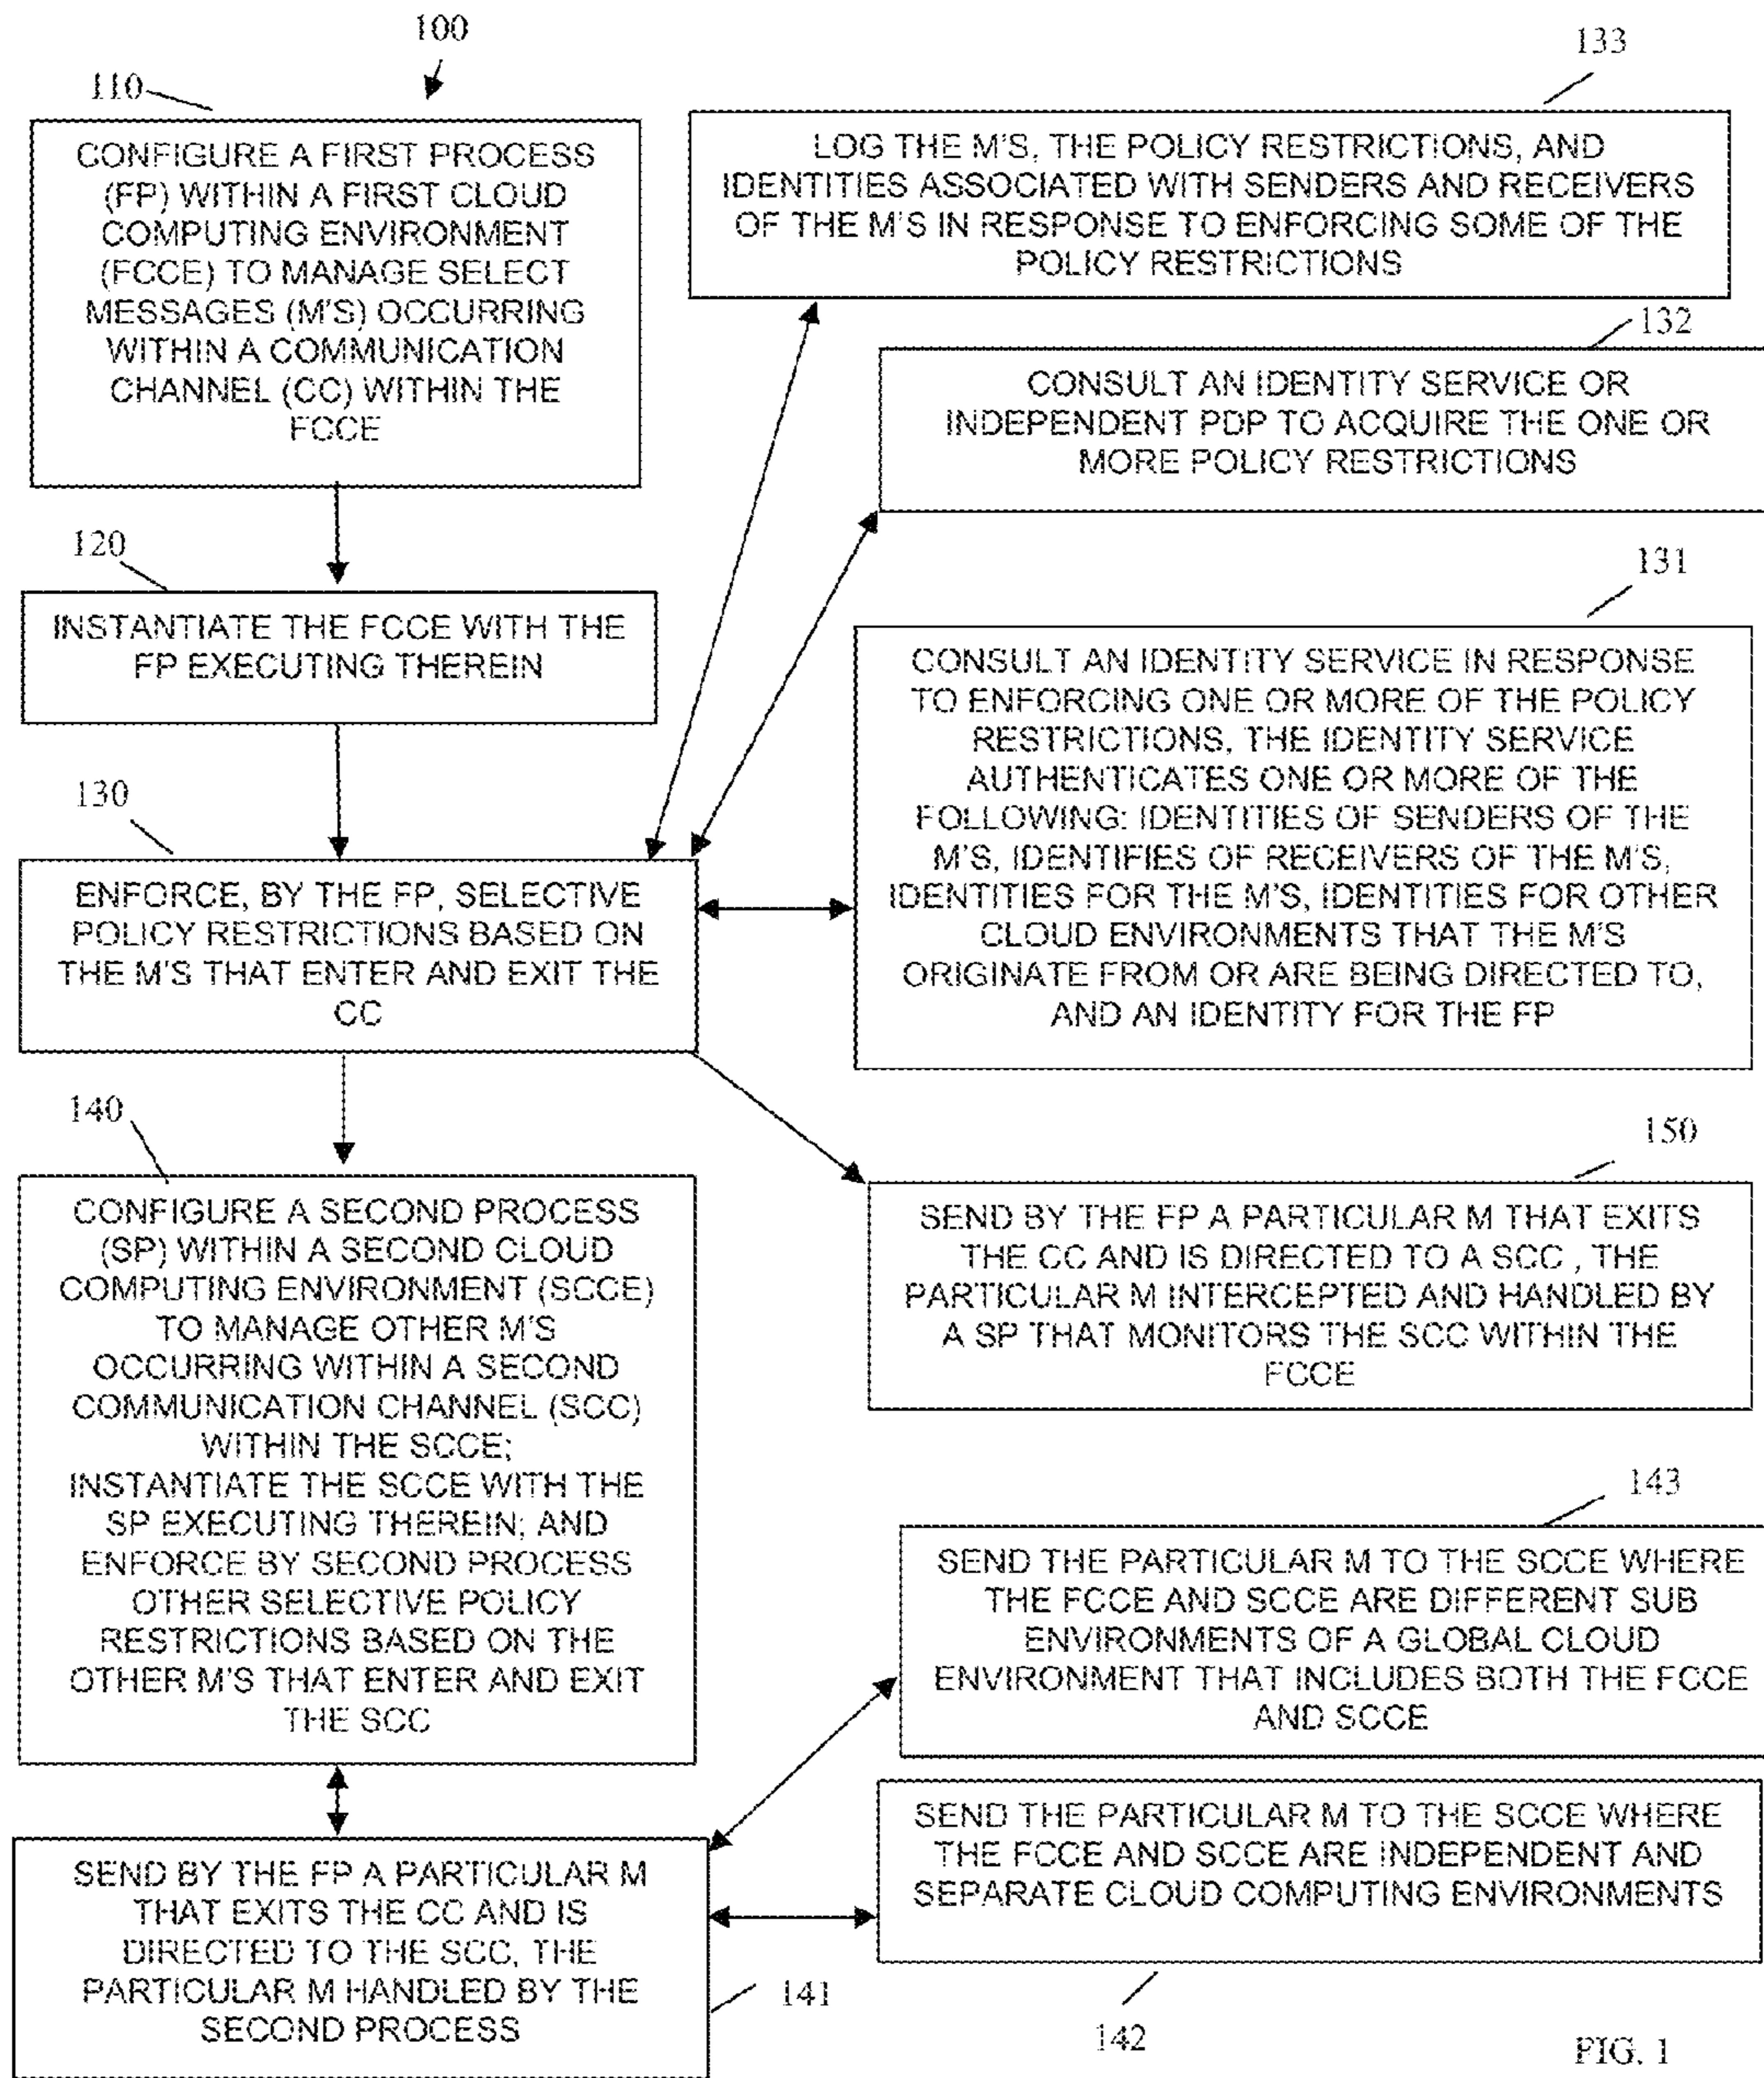 100
110
CONFIGURE A FIRST PROCESS
(FP) WITHIN A FIRST CLOUD
COMPUTING ENVIRONMENT
(FCCE) TO MANAGE SELECT
MESSAGES (M'S) OCCURRING
WITHIN A COMMUNICATION
CHANNEL (CC) WITHIN THE
FCCE
133
LOG THE M'S, THE POLICY RESTRICTIONS, AND
IDENTITIES ASSOCIATED WITH SENDERS AND RECEIVERS
OF THE M'S IN RESPONSE TO ENFORCING SOME OF THE
POLICY RESTRICTIONS
132
CONSULT AN IDENTITY SERVICE OR
INDEPENDENT PDP TO ACQUIRE THE ONE OR
MORE POLICY RESTRICTIONS
120
INSTANTIATE THE FCCE WITH THE
FP EXECUTING THEREIN
131
CONSULT AN IDENTITY SERVICE IN RESPONSE
TO ENFORCING ONE OR MORE OF THE POLICY
RESTRICTIONS, THE IDENTITY SERVICE
AUTHENTICATES ONE OR MORE OF THE
FOLLOWING: IDENTITIES OF SENDERS OF THE
M'S, IDENTIFIES OF RECEIVERS OF THE M'S,
IDENTITIES FOR THE M'S, IDENTITIES FOR OTHER
CLOUD ENVIRONMENTS THAT THE M'S
ORIGINATE FROM OR ARE BEING DIRECTED TO,
AND AN IDENTITY FOR THE FP
130
ENFORCE, BY THE FP, SELECTIVE
POLICY RESTRICTIONS BASED ON
THE M'S THAT ENTER AND EXIT THE
CC
140
CONFIGURE A SECOND PROCESS
(SP) WITHIN A SECOND CLOUD
COMPUTING ENVIRONMENT (SCCE)
TO MANAGE OTHER M'S
OCCURRING WITHIN A SECOND
COMMUNICATION CHANNEL (SCC)
WITHIN THE SCCE;
INSTANTIATE THE SCCE WITH THE
SP EXECUTING THEREIN; AND
ENFORCE BY SECOND PROCESS
OTHER SELECTIVE POLICY
RESTRICTIONS BASED ON THE
OTHER M'S THAT ENTER AND EXIT
THE SCC
150
SEND BY THE FP A PARTICULAR M THAT EXITS
THE CC AND IS DIRECTED TO A SCC , THE
PARTICULAR M INTERCEPTED AND HANDLED BY
A SP THAT MONITORS THE SCC WITHIN THE
FCCE
143
SEND THE PARTICULAR M TO THE SCCE WHERE
THE FCCE AND SCCE ARE DIFFERENT SUB
ENVIRONMENTS OF A GLOBAL CLOUD
ENVIRONMENT THAT INCLUDES BOTH THE FCCE
AND SCCE
SEND THE PARTICULAR M TO THE SCCE WHERE
THE FCCE AND SCCE ARE INDEPENDENT AND
SEPARATE CLOUD COMPUTING ENVIRONMENTS
142
SEND BY THE FP A PARTICULAR M
THAT EXITS THE CC AND IS
DIRECTED TO THE SCC, THE
PARTICULAR M HANDLED BY THE
SECOND PROCESS
141
FIG. 1